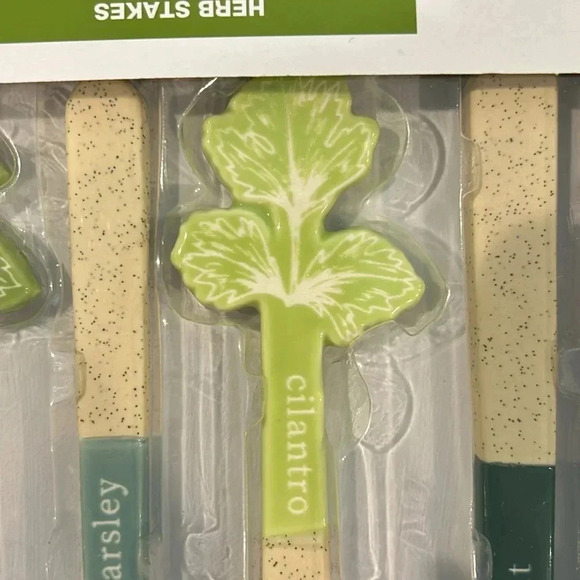 HERB STAKES
arsley
cilantro
t